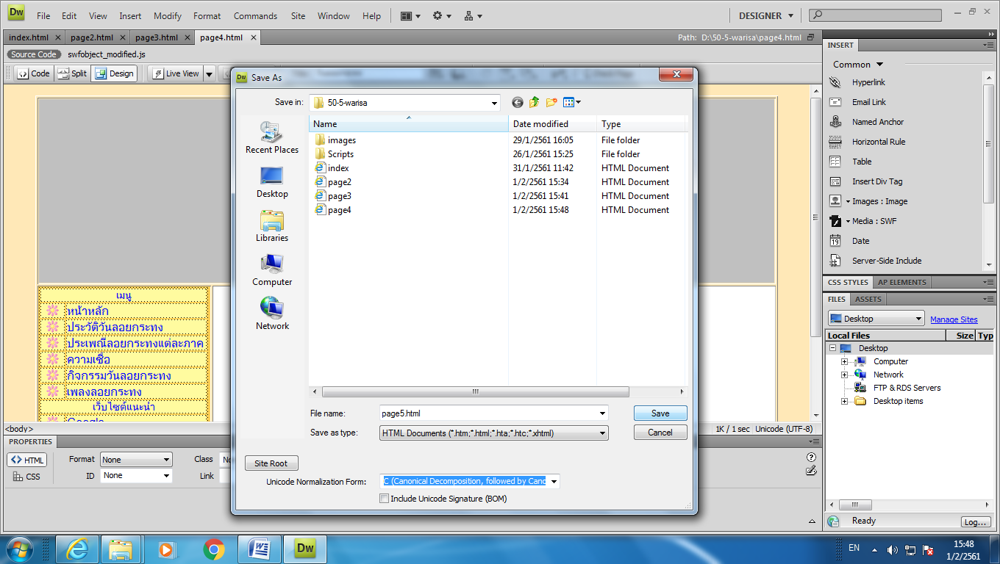 Dw File Edit View Insert Modify Format Commands Site Window Help DESIGNER
index.html page2.html page3.html page4.html Path: D:\50-5-warisa\page4.html
Source Code swfobject_modified.js
Code Split Design Live View
Dw Save As
Save in: 50-5-warisa
Name Date modified Type
images 29/1/2561 16:05 File folder
Scripts 26/1/2561 15:25 File folder
index 31/1/2561 11:42 HTML Document
page2 1/2/2561 15:34 HTML Document
page3 1/2/2561 15:41 HTML Document
page4 1/2/2561 15:48 HTML Document
Recent Places
Desktop
Libraries
Computer
Network
File name: page5.html Save
Save as type: HTML Documents (*.htm;*.html;*.hta;*.htc;*.xhtml) Cancel
Site Root
Unicode Normalization Form: C (Canonical Decomposition, followed by Canc
Include Unicode Signature (BOM)
เมนู
หน้าหลัก
ประวัติวันลอยกระทง
ประเพณีลอยกระทงแต่ละภาค
ความเชื่อ
กิจกรรมวันลอยกระทง
เพลงลอยกระทง
เว็บไซต์แนะนำ
Google
<body> 1K / 1 sec Unicode (UTF-8)
PROPERTIES
HTML Format None Class
CSS ID None Link
INSERT
Common
Hyperlink
Email Link
Named Anchor
Horizontal Rule
Table
Insert Div Tag
Images : Image
Media : SWF
19 Date
Server-Side Include
CSS STYLES AP ELEMENTS
FILES ASSETS
Desktop Manage Sites
Local Files Size Typ
Desktop
Computer
Network
FTP & RDS Servers
Desktop items
Ready Log...
Dw EN 15:48
1/2/2561